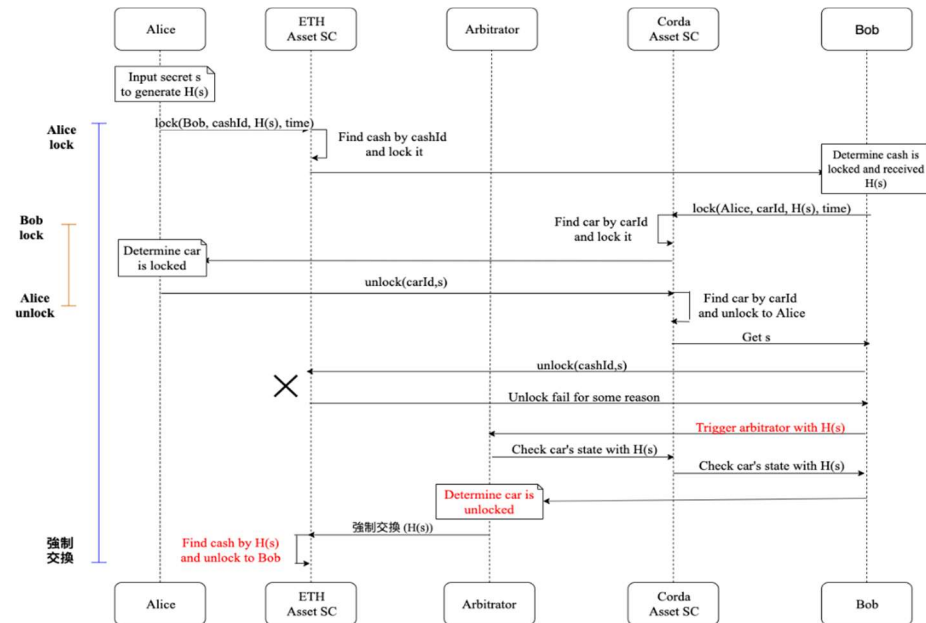 Alice
ETH
Asset SC
Arbitrator
Corda
Asset SC
Bob
Input secret s
to generate H(s)
Alice
lock
lock(Bob, cashId, H(s), time)
Find cash by cashId
and lock it
Determine cash is
locked and received
H(s)
Bob
lock
lock(Alice, carId, H(s), time)
Find car by carId
and lock it
Determine car
is locked
Alice
unlock
unlock(carId,s)
Find car by carId
and unlock to Alice
Get s
unlock(cashId,s)
Unlock fail for some reason
Trigger arbitrator with H(s)
Check car's state with H(s)
Check car's state with H(s)
Determine car is
unlocked
強制交換 (H(s))
強制
交換
Find cash by H(s)
and unlock to Bob
Alice
ETH
Asset SC
Arbitrator
Corda
Asset SC
Bob